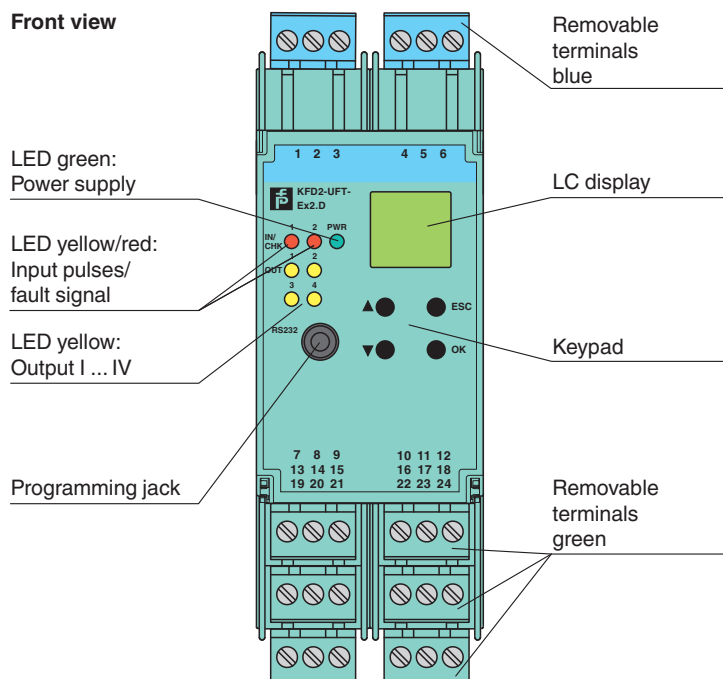 Front view
Removable
terminals
blue
1 2 3 4 5 6
LED green:
Power supply
KFD2-UFT-
Ex2.D
LC display
1 2 PWR
IN/
CHK
LED yellow/red:
Input pulses/
fault signal
1 2
OUT
3 4
▲ ESC
RS232
LED yellow:
Output I ... IV
▼ OK
Keypad
7 8 9 10 11 12
13 14 15 16 17 18
19 20 21 22 23 24
Programming jack
Removable
terminals
green